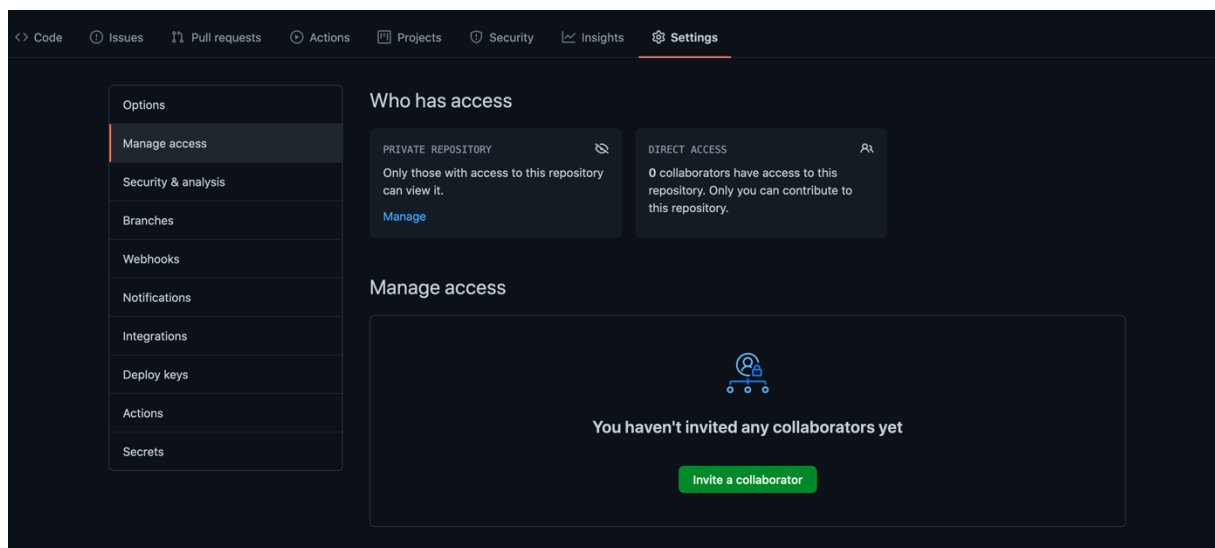 Code Issues Pull requests Actions Projects Security Insights Settings
Options
Manage access
Security & analysis
Branches
Webhooks
Notifications
Integrations
Deploy keys
Actions
Secrets
Who has access
PRIVATE REPOSITORY
Only those with access to this repository
can view it.
Manage
DIRECT ACCESS
0 collaborators have access to this
repository. Only you can contribute to
this repository.
Manage access
You haven't invited any collaborators yet
Invite a collaborator